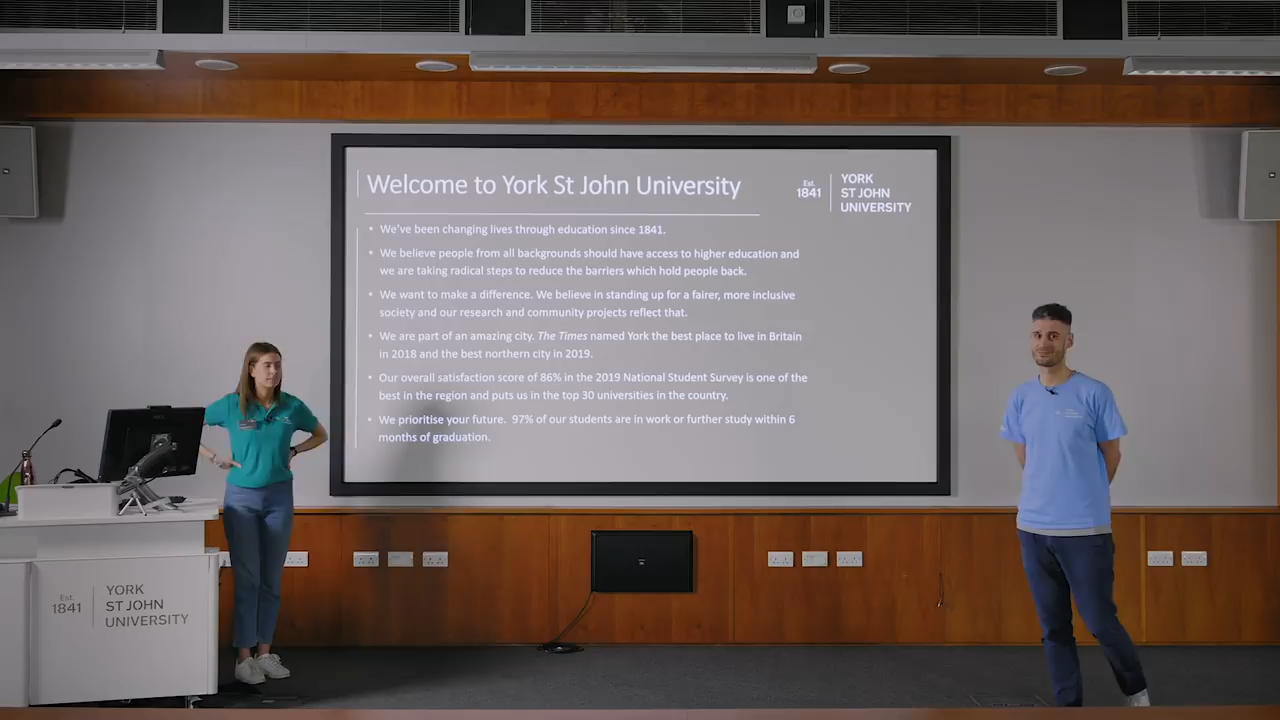 Welcome to York St John University
Est.
1841
YORK
ST JOHN
UNIVERSITY
• We've been changing lives through education since 1841.
• We believe people from all backgrounds should have access to higher education and
we are taking radical steps to reduce the barriers which hold people back.
• We want to make a difference. We believe in standing up for a fairer, more inclusive
society and our research and community projects reflect that.
• We are part of an amazing city. The Times named York the best place to live in Britain
in 2018 and the best northern city in 2019.
• Our overall satisfaction score of 86% in the 2019 National Student Survey is one of the
best in the region and puts us in the top 30 universities in the country.
• We prioritise your future. 97% of our students are in work or further study within 6
months of graduation.
Est.
1841
YORK
ST JOHN
UNIVERSITY